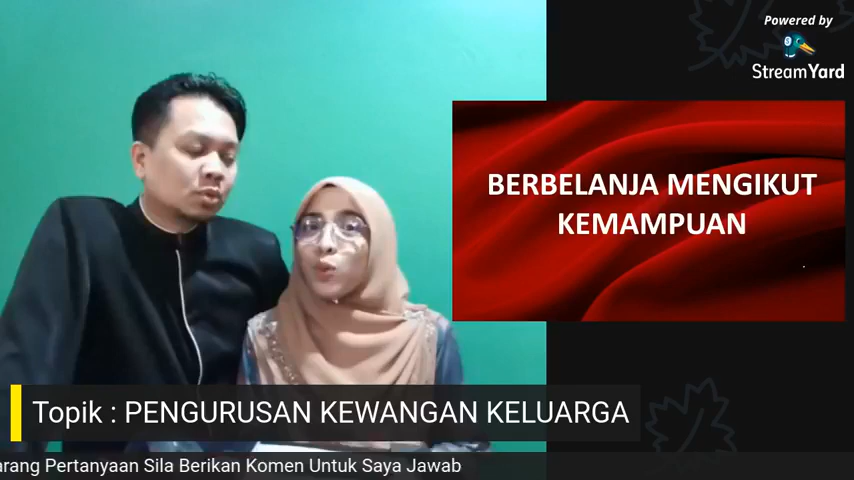 Powered by
StreamYard
BERBELANJA MENGIKUT
KEMAMPUAN
Topik : PENGURUSAN KEWANGAN KELUARGA
Pertanyaan Sila Berikan Komen Untuk Saya Jawab